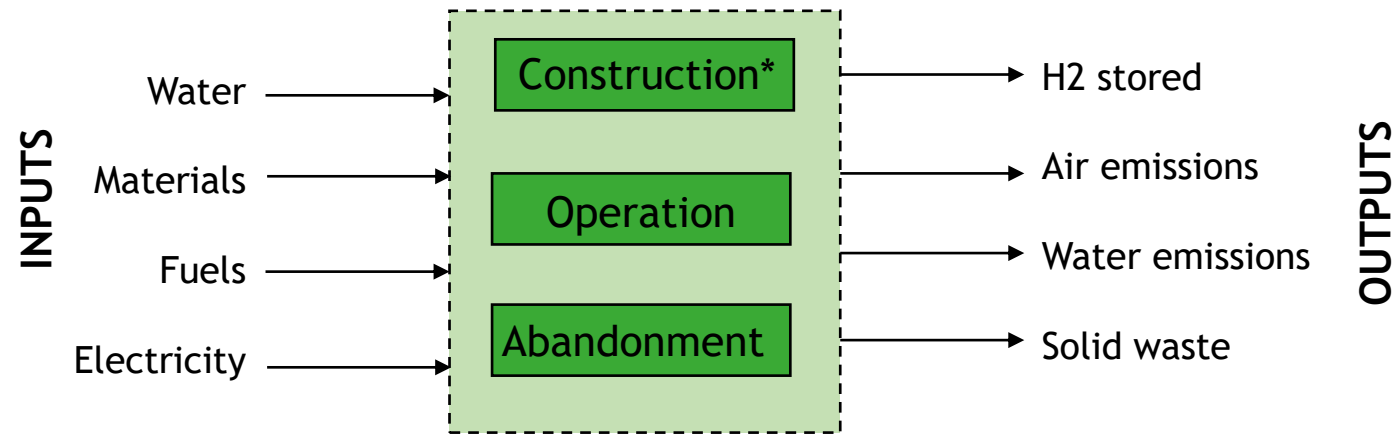 INPUTS
Water
Materials
Fuels
Electricity
Construction*
Operation
Abandonment
H2 stored
Air emissions
Water emissions
Solid waste
OUTPUTS